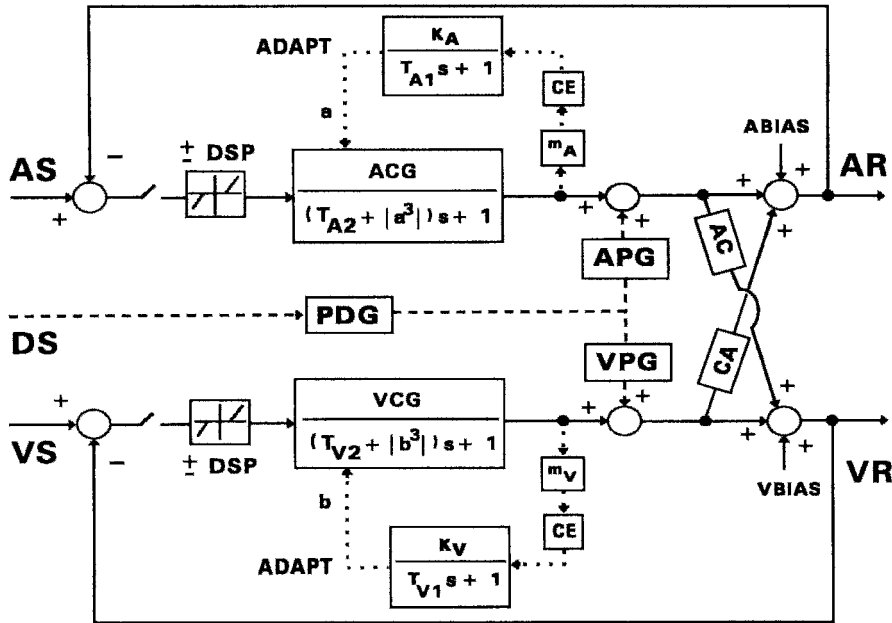 ADAPT
K_A
T_A1 s + 1
CE
a
m_A
ABIAS
AS
−
+
± DSP
ACG
(T_A2 + |a³|) s + 1
+
+
+
+
+
AR
APG
AC
DS
PDG
VPG
CA
VS
+
−
± DSP
VCG
(T_V2 + |b³|) s + 1
+
+
+
+
+
VR
VBIAS
m_V
b
CE
ADAPT
K_V
T_V1 s + 1